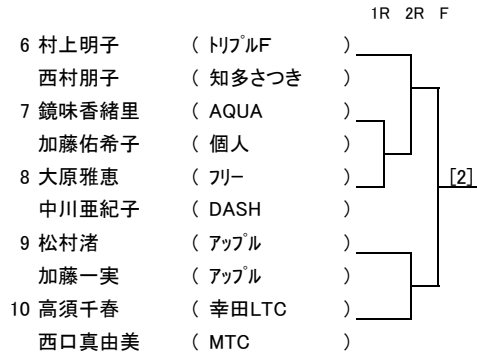 1R 2R F
6 村上明子 ( ﾄﾘﾌﾟﾙF )
西村朋子 ( 知多さつき )
7 鏡味香緒里 ( AQUA )
加藤佑希子 ( 個人 )
8 大原雅恵 ( ﾌﾘｰ ) [2]
中川亜紀子 ( DASH )
9 松村渚 ( ｱｯﾌﾟﾙ )
加藤一実 ( ｱｯﾌﾟﾙ )
10 高須千春 ( 幸田LTC )
西口真由美 ( MTC )